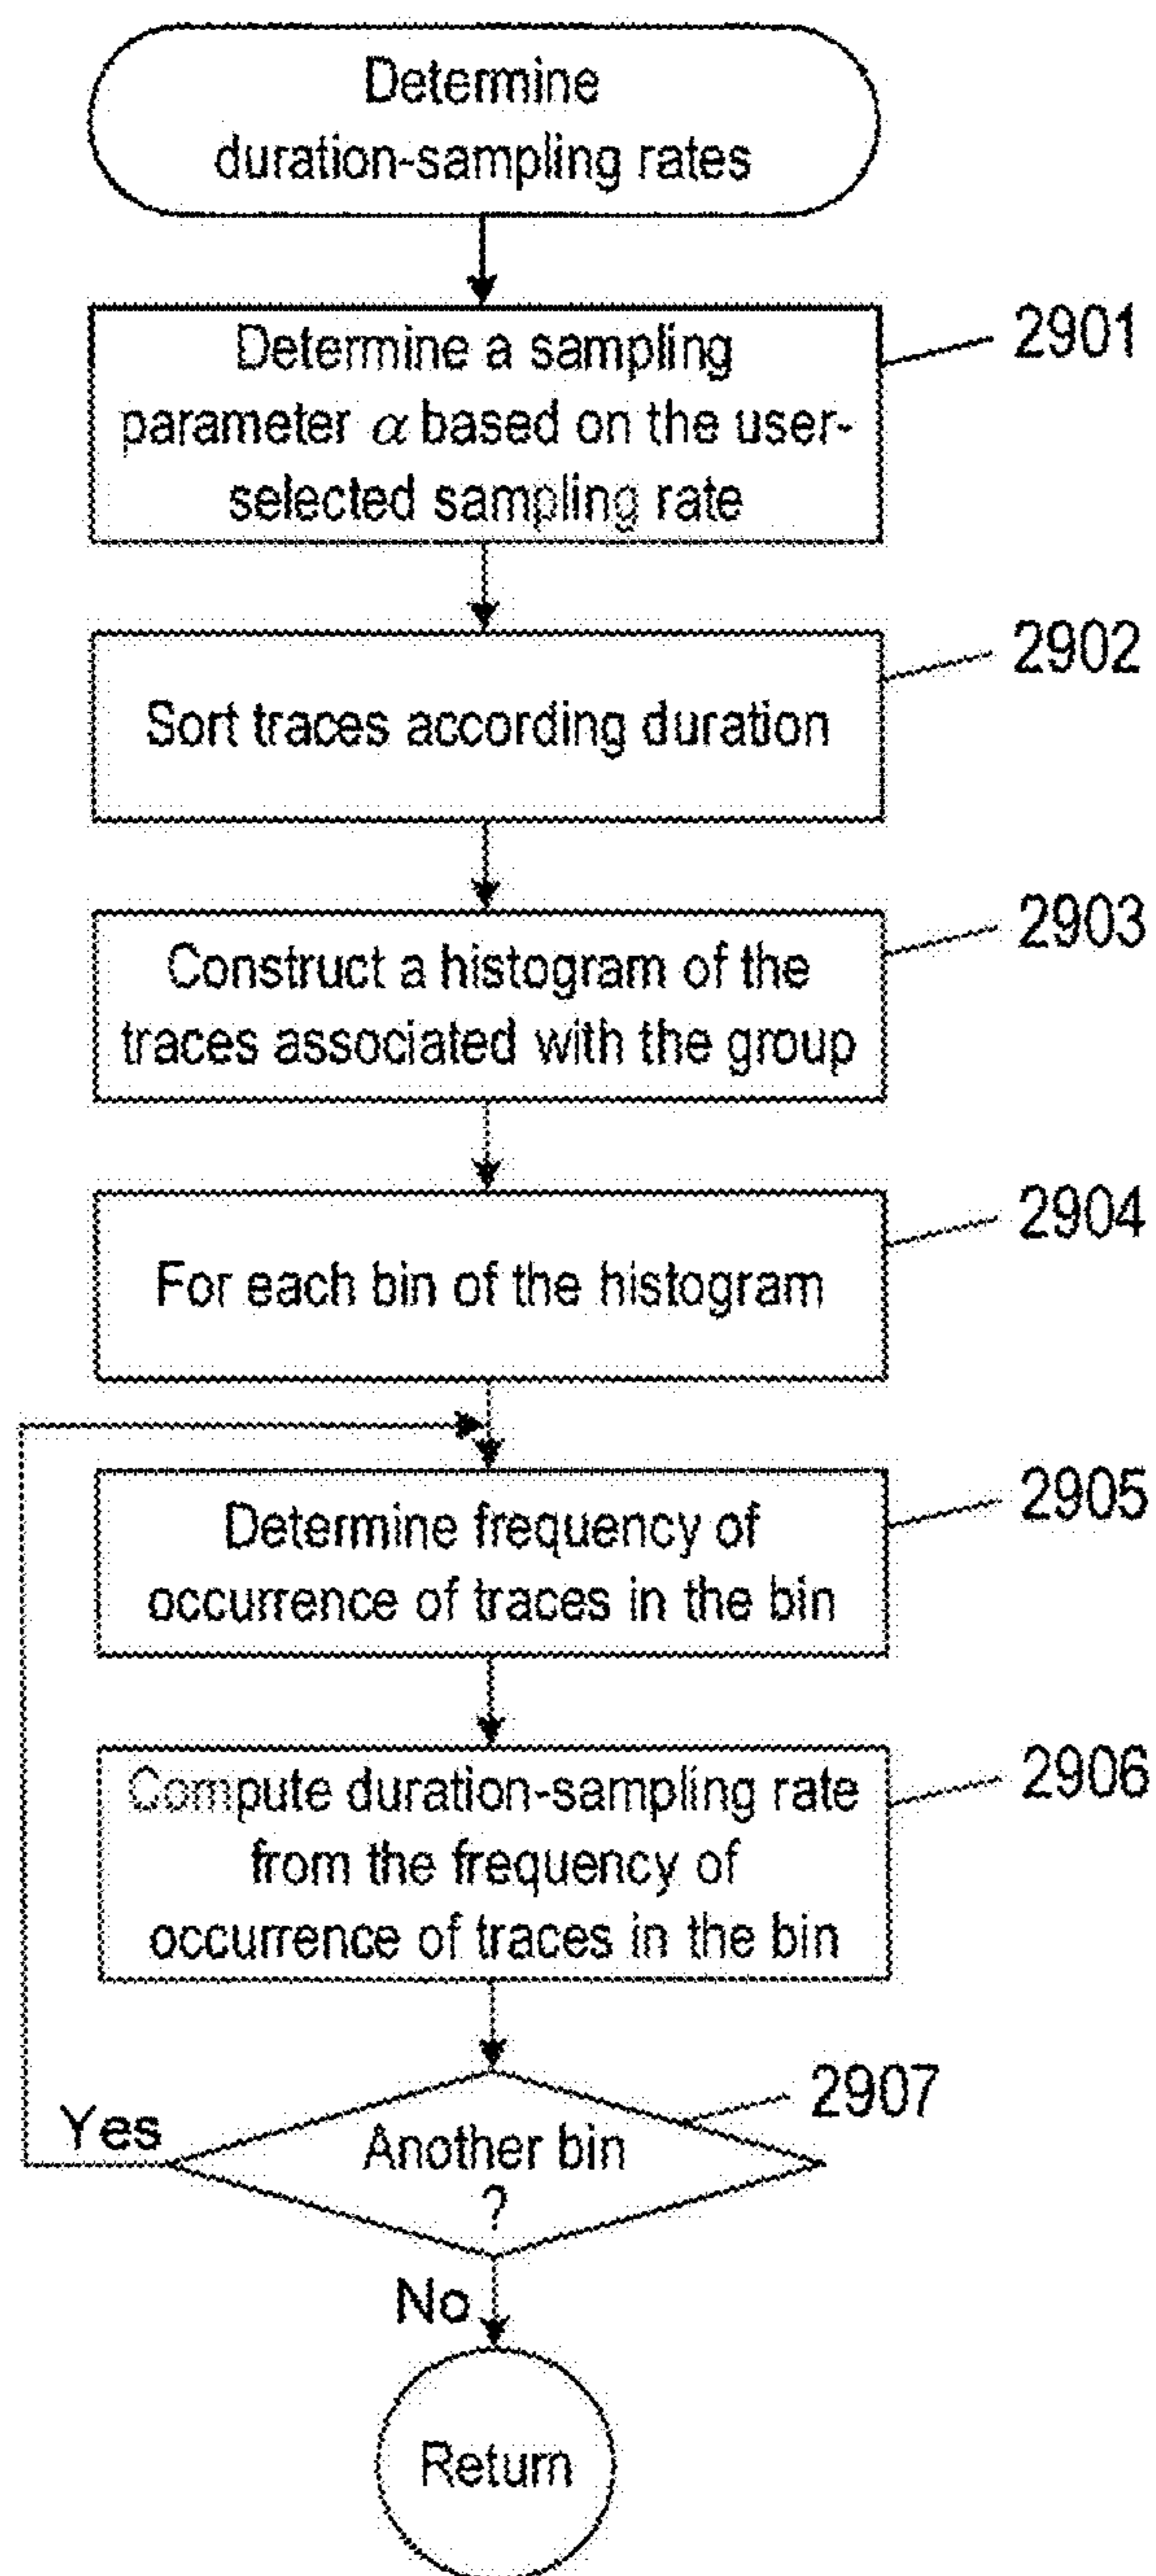 Determine
duration-sampling rates
2901
Determine a sampling
parameter α based on the user-
selected sampling rate
2902
Sort traces according duration
2903
Construct a histogram of the
traces associated with the group
2904
For each bin of the histogram
2905
Determine frequency of
occurrence of traces in the bin
2906
Compute duration-sampling rate
from the frequency of
occurrence of traces in the bin
2907
Yes
Another bin
?
No
Return